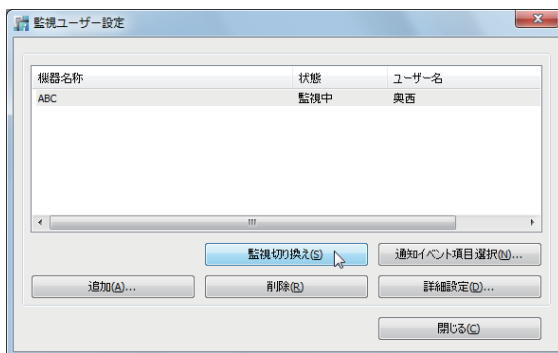 監視ユーザー設定
機器名称 状態 ユーザー名
ABC 監視中 奥西
監視切り換え(S) 通知イベント項目選択(N)...
追加(A)... 削除(R) 詳細設定(D)...
閉じる(C)